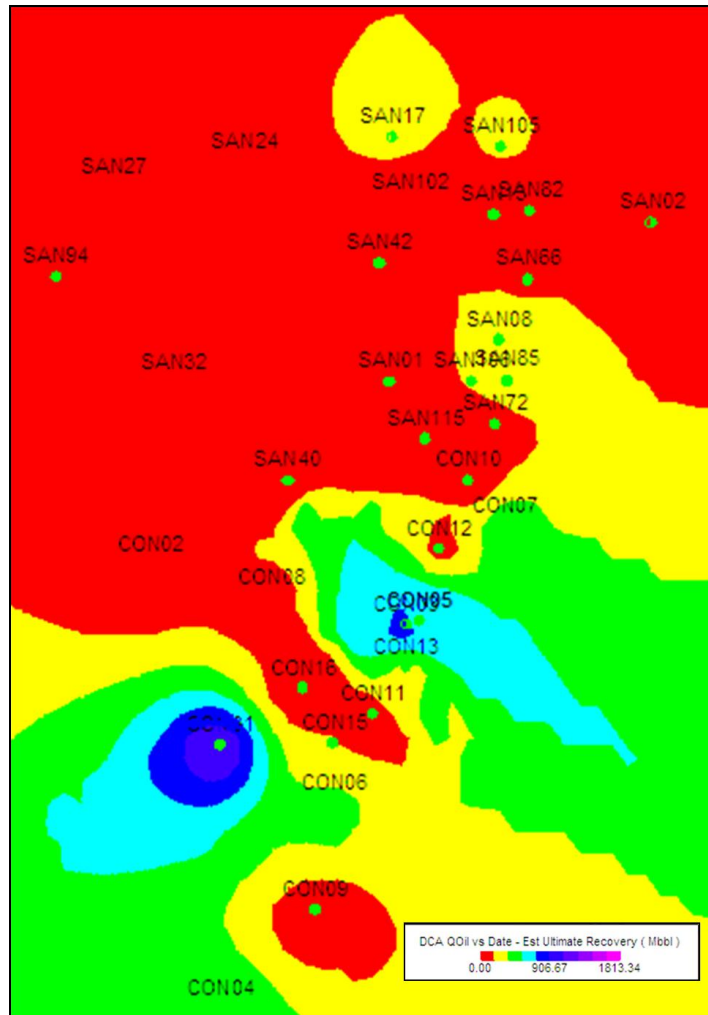 SAN17
SAN105
SAN24
SAN27
SAN102
SAN82
SAN02
SAN42
SAN94
SAN66
SAN08
SAN32
SAN01
SAN85
SAN72
SAN115
SAN40
CON10
CON07
CON12
CON02
CON08
CON05
CON13
CON16
CON11
CON15
CON06
CON09
CON04
DCA QOil vs Date - Est Ultimate Recovery ( Mbbl )
0.00 906.67 1813.34